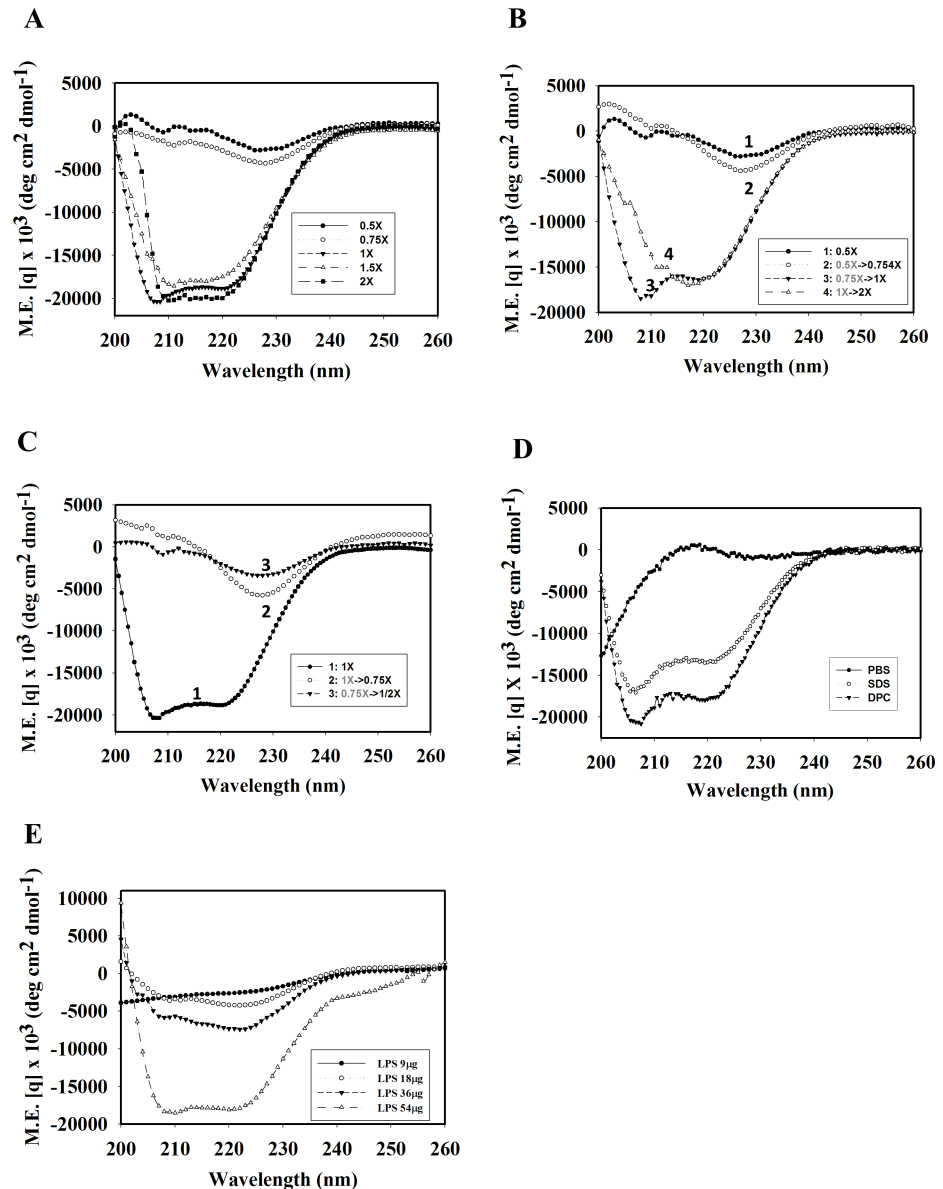 A
M.E. [q] x 10³ (deg cm² dmol⁻¹)
5000
0
-5000
-10000
-15000
-20000
200 210 220 230 240 250 260
Wavelength (nm)
0.5X
0.75X
1X
1.5X
2X
B
M.E. [q] x 10³ (deg cm² dmol⁻¹)
5000
0
-5000
-10000
-15000
-20000
200 210 220 230 240 250 260
Wavelength (nm)
1
2
3
4
1: 0.5X
2: 0.5X->0.754X
3: 0.75X->1X
4: 1X->2X
C
M.E. [q] x 10³ (deg cm² dmol⁻¹)
5000
0
-5000
-10000
-15000
-20000
200 210 220 230 240 250 260
Wavelength (nm)
3
2
1
1: 1X
2: 1X->0.75X
3: 0.75X->1/2X
D
M.E. [q] X 10³ (deg cm² dmol⁻¹)
5000
0
-5000
-10000
-15000
-20000
200 210 220 230 240 250 260
Wavelength (nm)
PBS
SDS
DPC
E
M.E. [q] x 10³ (deg cm² dmol⁻¹)
10000
5000
0
-5000
-10000
-15000
-20000
200 210 220 230 240 250 260
Wavelength (nm)
LPS 9µg
LPS 18µg
LPS 36µg
LPS 54µg